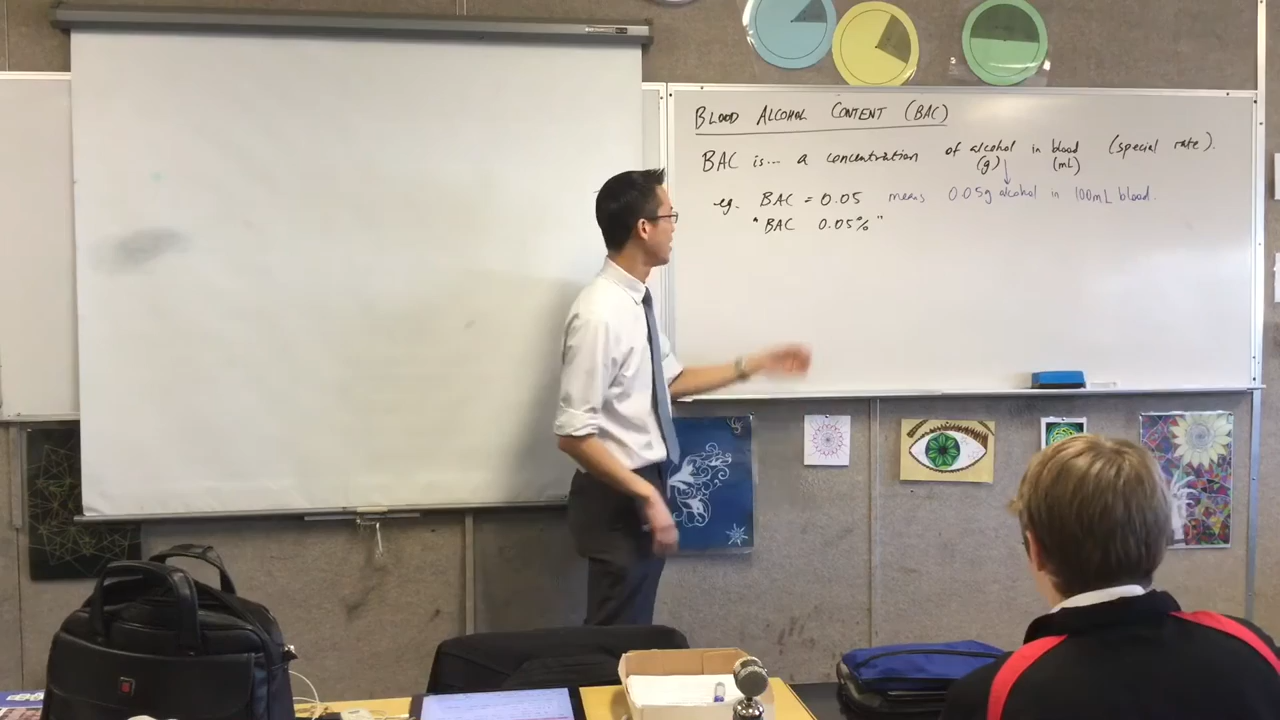 BLOOD ALCOHOL CONTENT (BAC)
BAC is... a concentration of alcohol in blood (special rate).
(g) (mL)
eg. BAC = 0.05 means 0.05g alcohol in 100mL blood.
"BAC 0.05%"